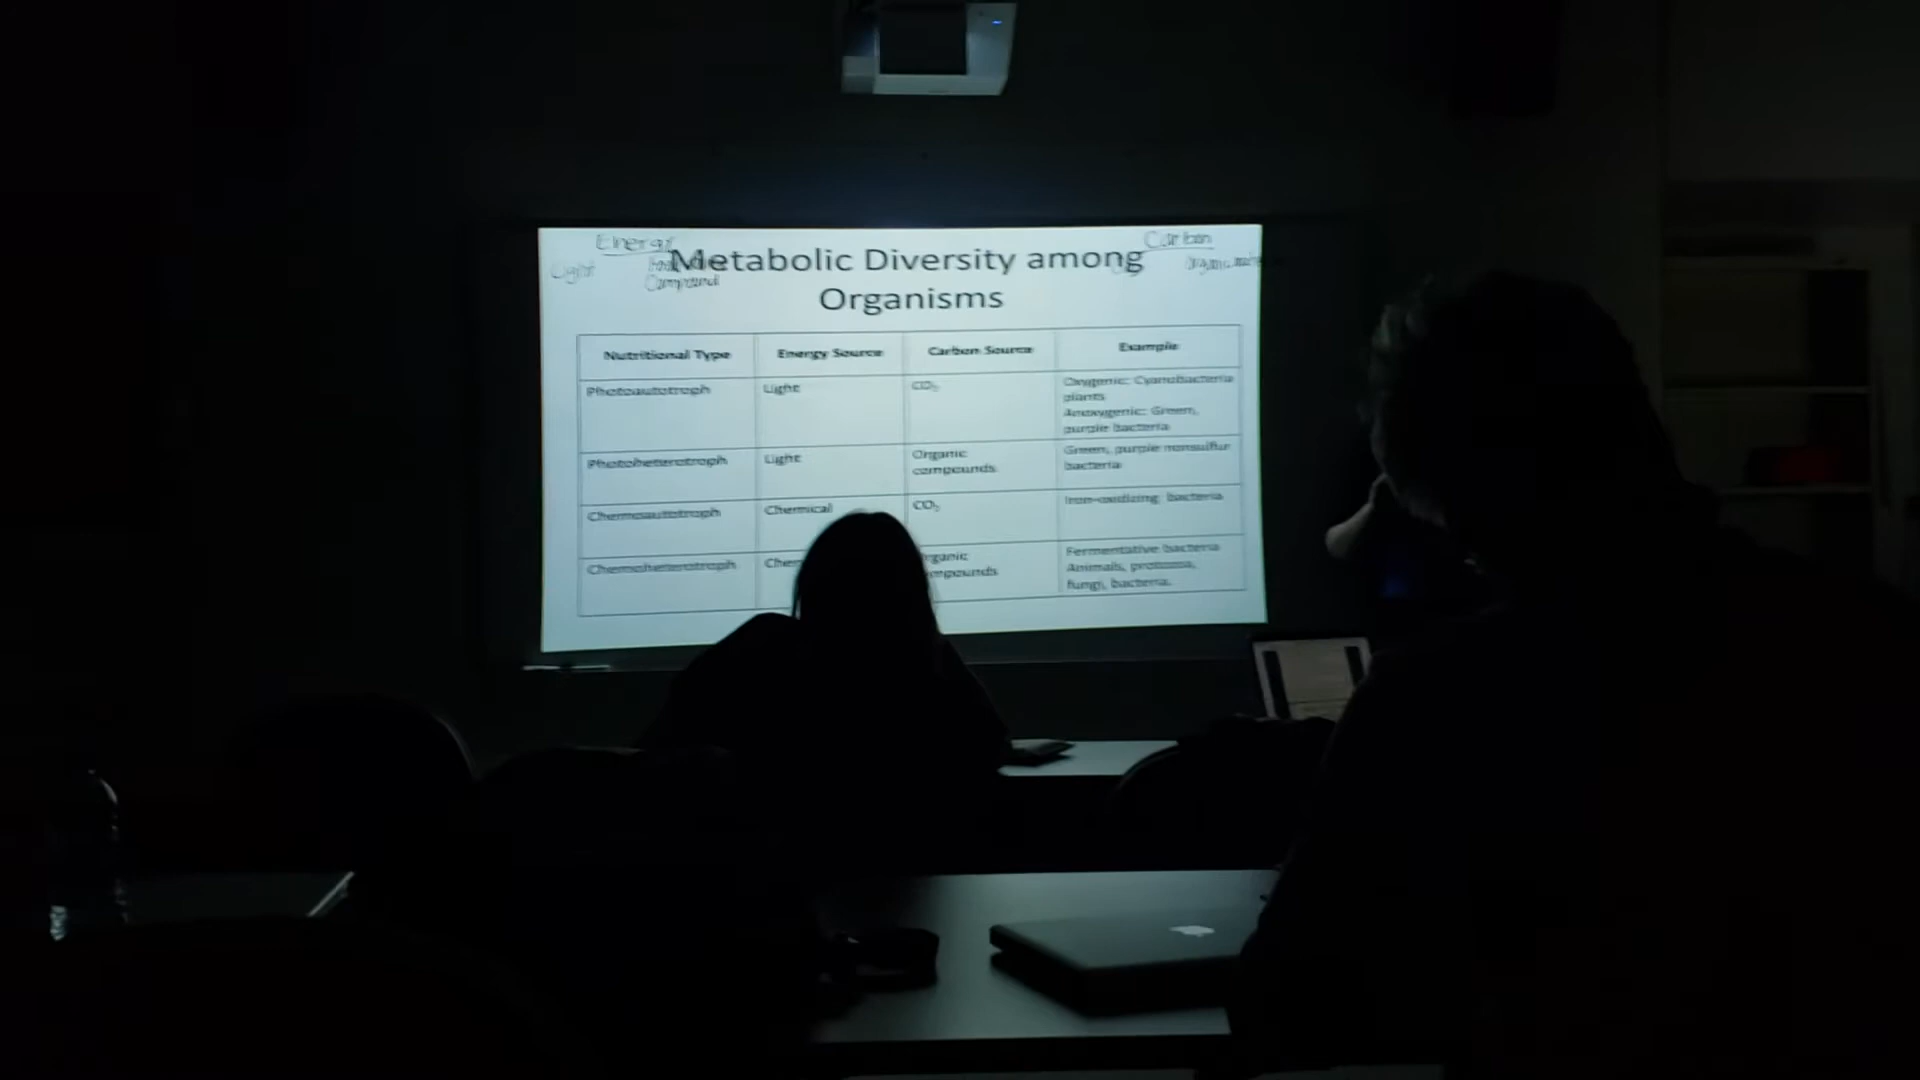 Energy
Carbon
Light
Compound
Metabolic Diversity among
Organisms
Nutritional Type
Energy Source
Carbon Source
Example
Photoautotroph
Light
CO₂
Oxygenic: Cyanobacteria
plants
Anoxygenic: Green,
purple bacteria
Photoheterotroph
Light
Organic
compounds
Green, purple nonsulfur
bacteria
Chemoautotroph
Chemical
CO₂
Iron-oxidizing bacteria
Chemoheterotroph
Fermentative bacteria
Animals, protozoa,
fungi, bacteria.